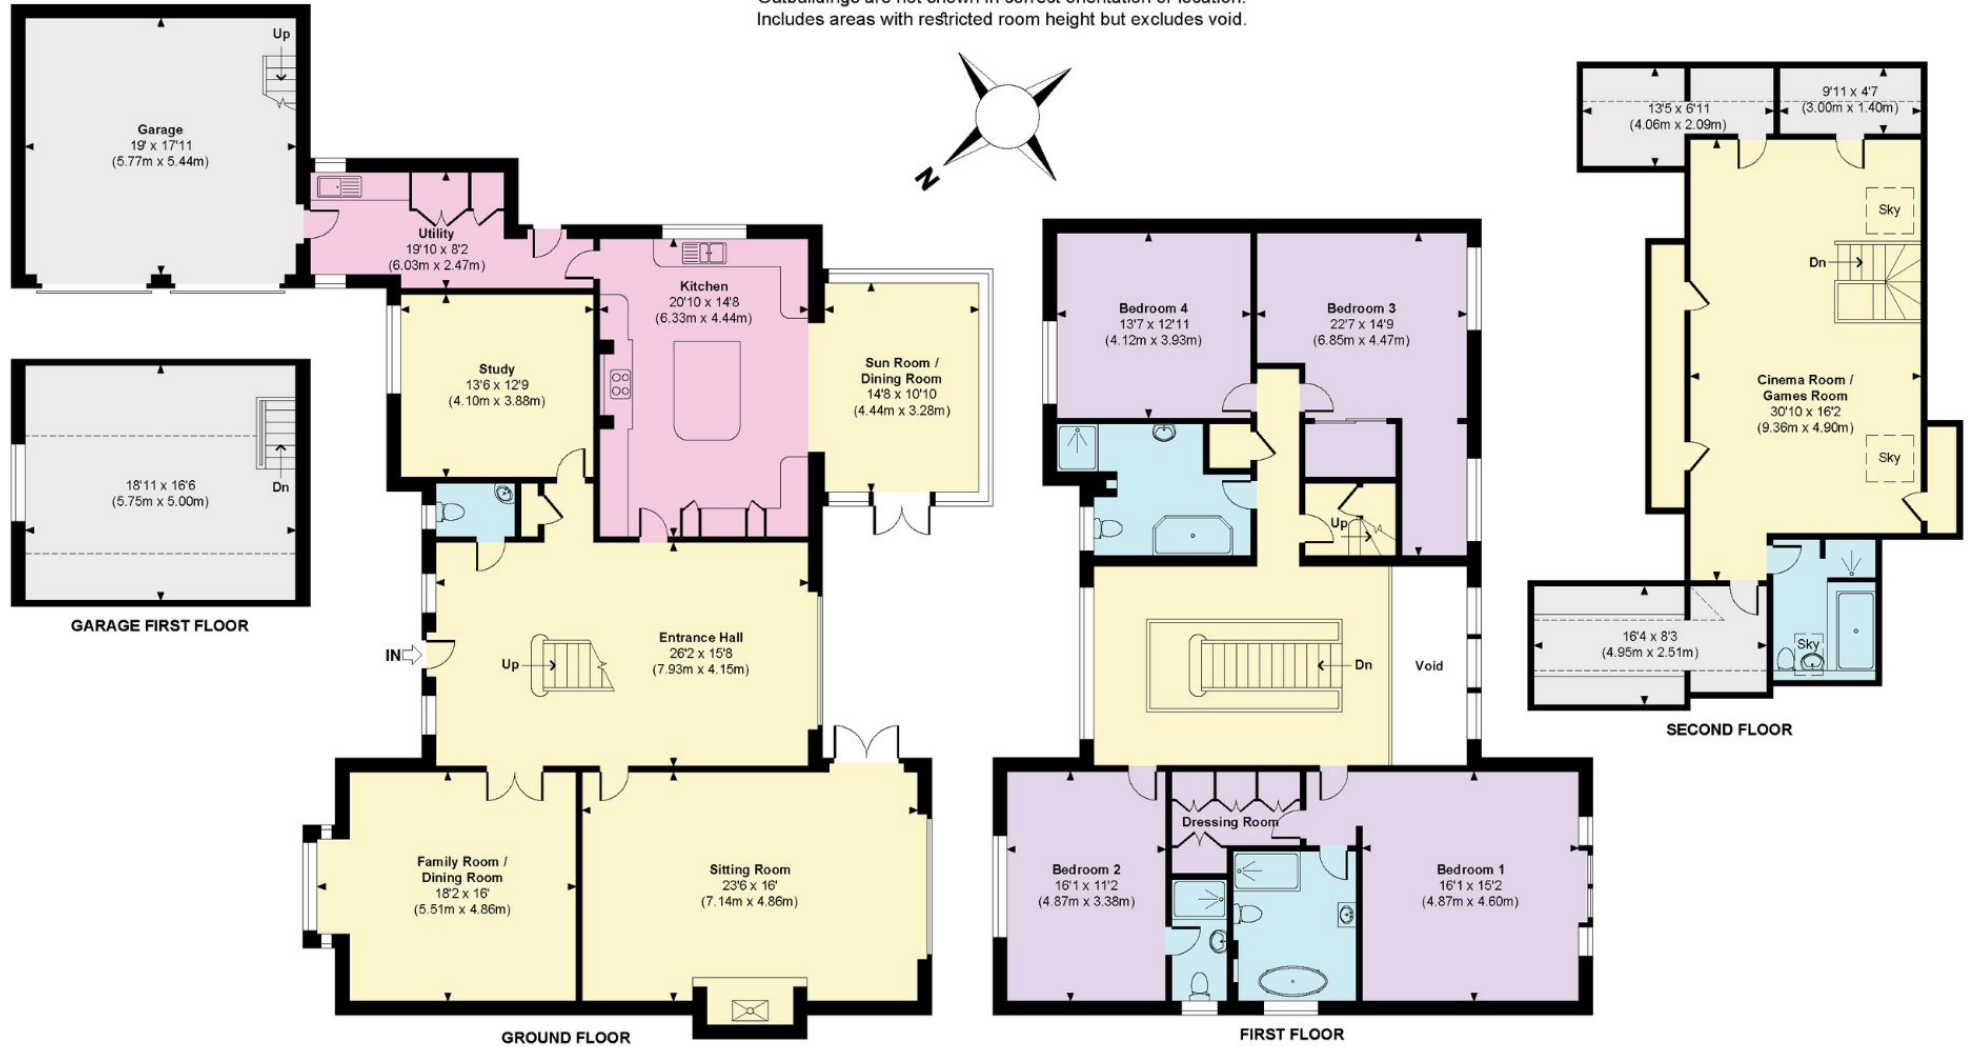 Includes areas with restricted room height but excludes void.
N
Up
Garage
19' x 17'11
(5.77m x 5.44m)
Utility
19'10 x 8'2
(6.03m x 2.47m)
Kitchen
20'10 x 14'8
(6.33m x 4.44m)
Study
13'6 x 12'9
(4.10m x 3.88m)
Sun Room /
Dining Room
14'8 x 10'10
(4.44m x 3.28m)
18'11 x 16'6
(5.75m x 5.00m)
Dn
GARAGE FIRST FLOOR
IN
Up
Entrance Hall
26'2 x 15'8
(7.93m x 4.15m)
Family Room /
Dining Room
18'2 x 16'
(5.51m x 4.86m)
Sitting Room
23'6 x 16'
(7.14m x 4.86m)
GROUND FLOOR
Bedroom 4
13'7 x 12'11
(4.12m x 3.93m)
Bedroom 3
22'7 x 14'9
(6.85m x 4.47m)
Up
Dn
Void
Dressing Room
Bedroom 2
16'1 x 11'2
(4.87m x 3.38m)
Bedroom 1
16'1 x 15'2
(4.87m x 4.60m)
FIRST FLOOR
13'5 x 6'11
(4.06m x 2.09m)
9'11 x 4'7
(3.00m x 1.40m)
Sky
Dn
Cinema Room /
Games Room
30'10 x 16'2
(9.36m x 4.90m)
Sky
16'4 x 8'3
(4.95m x 2.51m)
Sky
SECOND FLOOR